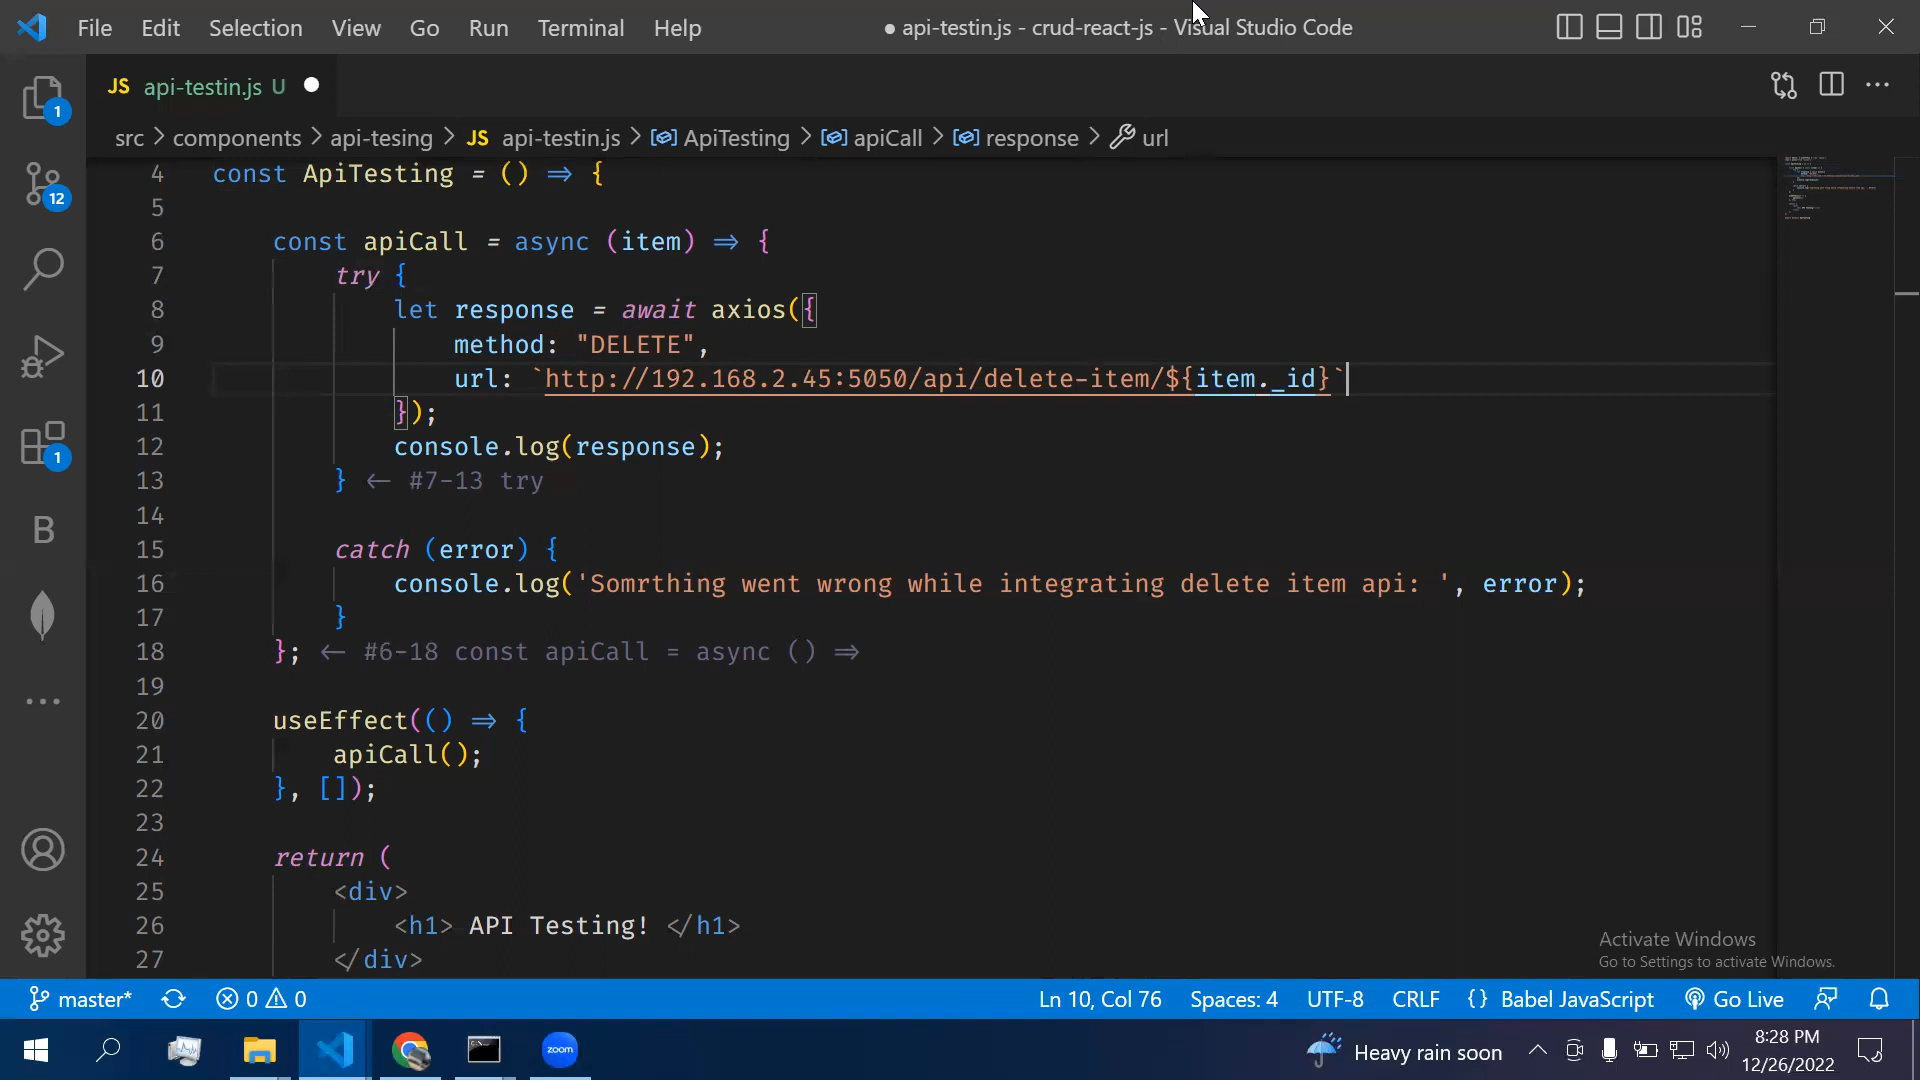 File Edit Selection View Go Run Terminal Help ● api-testin.js - crud-react-js - Visual Studio Code
JS api-testin.js U
1
src > components > api-tesing > JS api-testin.js > ApiTesting > apiCall > response > url
4 const ApiTesting = () ⇒ {
5
6 const apiCall = async (item) ⇒ {
12
7 try {
8 let response = await axios({
9 method: "DELETE",
10 url: `http://192.168.2.45:5050/api/delete-item/${item._id}`
11 });
12 console.log(response);
1
13 } ← #7-13 try
14
B
15 catch (error) {
16 console.log('Somrthing went wrong while integrating delete item api: ', error);
17 }
18 }; ← #6-18 const apiCall = async () ⇒
19
20 useEffect(() ⇒ {
21 apiCall();
22 }, []);
23
24 return (
25 <div>
26 <h1> API Testing! </h1>
27 </div>
Activate Windows
Go to Settings to activate Windows.
master* 0 0 Ln 10, Col 76 Spaces: 4 UTF-8 CRLF {} Babel JavaScript Go Live
zoom
Heavy rain soon
8:28 PM
12/26/2022